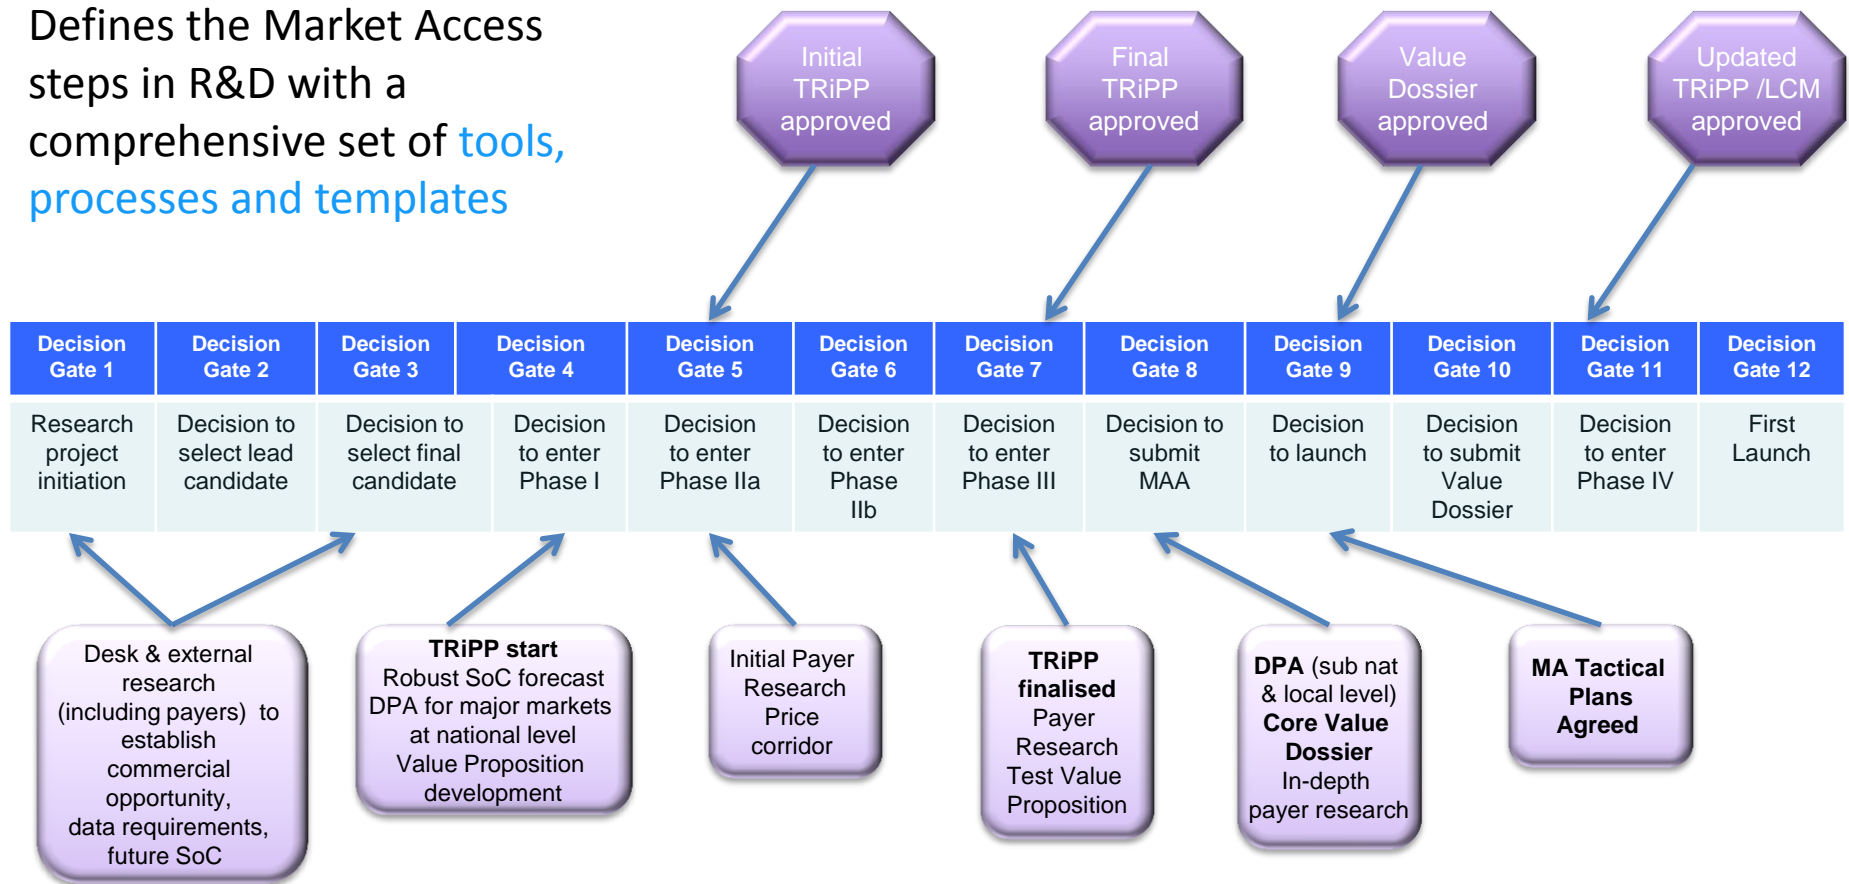 Defines the Market Access
steps in R&D with a
comprehensive set of tools,
processes and templates
Initial
TRiPP
approved
Final
TRiPP
approved
Value
Dossier
approved
Updated
TRiPP /LCM
approved
Decision
Gate 1
Decision
Gate 2
Decision
Gate 3
Decision
Gate 4
Decision
Gate 5
Decision
Gate 6
Decision
Gate 7
Decision
Gate 8
Decision
Gate 9
Decision
Gate 10
Decision
Gate 11
Decision
Gate 12
Research
project
initiation
Decision to
select lead
candidate
Decision to
select final
candidate
Decision
to enter
Phase I
Decision
to enter
Phase IIa
Decision
to enter
Phase
IIb
Decision
to enter
Phase III
Decision to
submit
MAA
Decision
to launch
Decision
to submit
Value
Dossier
Decision
to enter
Phase IV
First
Launch
Desk & external
research
(including payers) to
establish
commercial
opportunity,
data requirements,
future SoC
TRiPP start
Robust SoC forecast
DPA for major markets
at national level
Value Proposition
development
Initial Payer
Research
Price
corridor
TRiPP
finalised
Payer
Research
Test Value
Proposition
DPA (sub nat
& local level)
Core Value
Dossier
In-depth
payer research
MA Tactical
Plans
Agreed